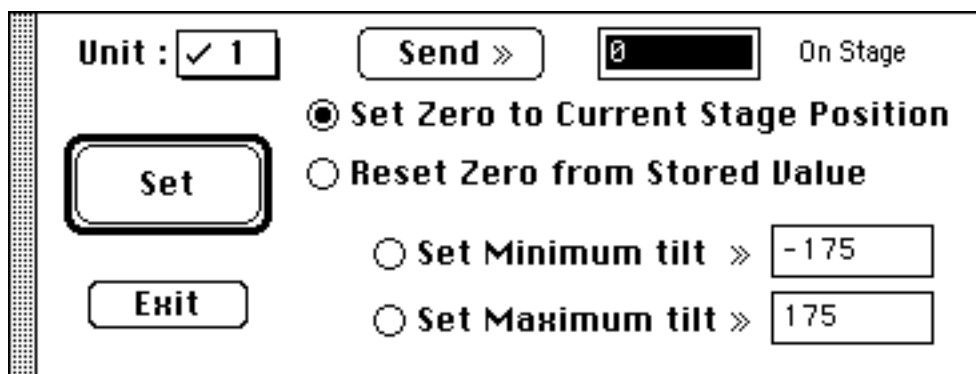 Unit : ✓ 1 Send » 0 On Stage
Set Zero to Current Stage Position
Set
Reset Zero from Stored Value
Set Minimum tilt » -175
Exit
Set Maximum tilt » 175